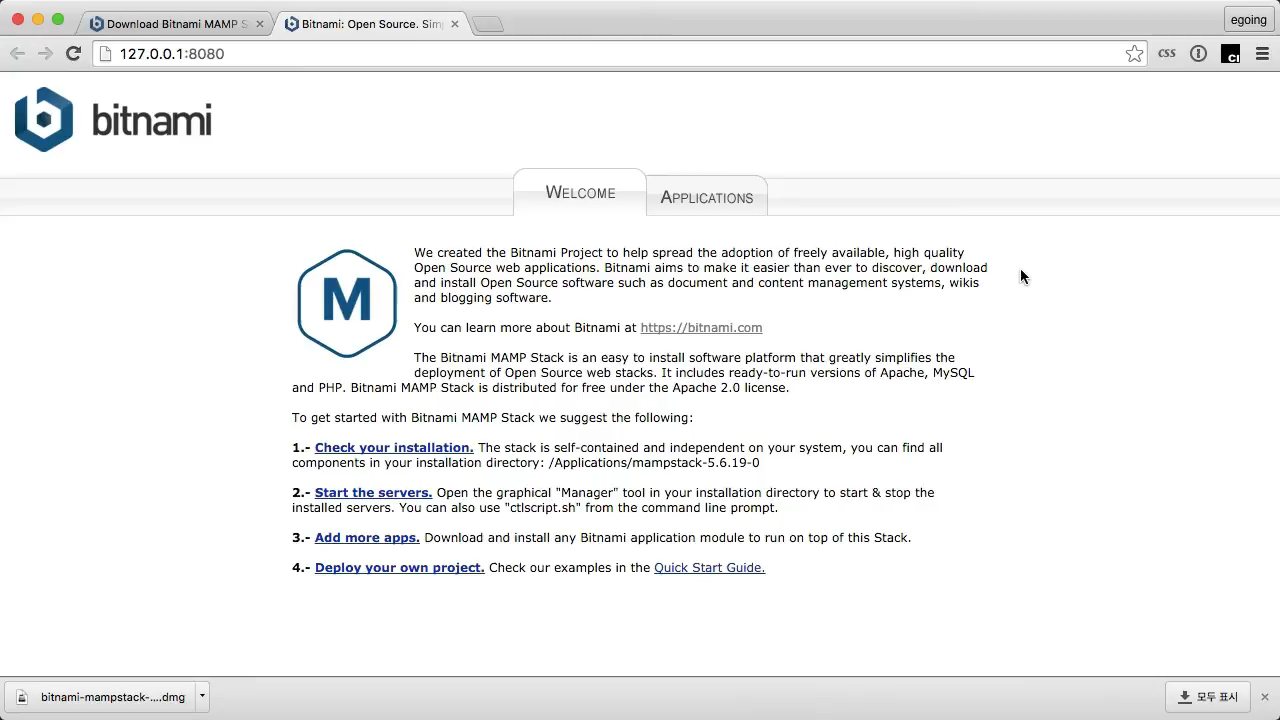 Download Bitnami MAMP S
Bitnami: Open Source. Sim
egoing
127.0.0.1:8080
CSS
bitnami
WELCOME
APPLICATIONS
M
We created the Bitnami Project to help spread the adoption of freely available, high quality
Open Source web applications. Bitnami aims to make it easier than ever to discover, download
and install Open Source software such as document and content management systems, wikis
and blogging software.
You can learn more about Bitnami at https://bitnami.com
The Bitnami MAMP Stack is an easy to install software platform that greatly simplifies the
deployment of Open Source web stacks. It includes ready-to-run versions of Apache, MySQL
and PHP. Bitnami MAMP Stack is distributed for free under the Apache 2.0 license.
To get started with Bitnami MAMP Stack we suggest the following:
1.- Check your installation. The stack is self-contained and independent on your system, you can find all
components in your installation directory: /Applications/mampstack-5.6.19-0
2.- Start the servers. Open the graphical "Manager" tool in your installation directory to start & stop the
installed servers. You can also use "ctlscript.sh" from the command line prompt.
3.- Add more apps. Download and install any Bitnami application module to run on top of this Stack.
4.- Deploy your own project. Check our examples in the Quick Start Guide.
bitnami-mampstack-....dmg
모두 표시